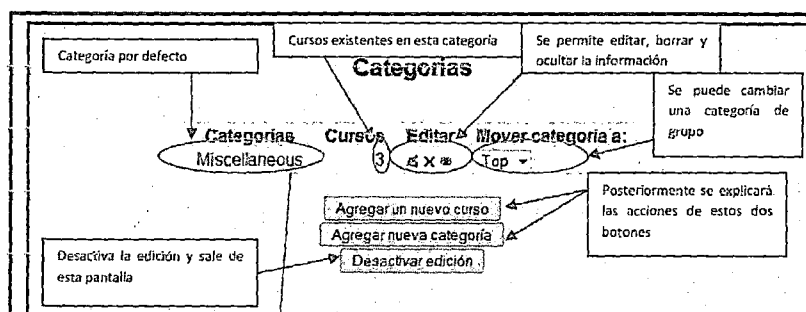 Categoría por defecto
Cursos existentes en esta categoría
Se permite editar, borrar y
ocultar la información
Categorías
Se puede cambiar
una categoría de
grupo
Categorías Cursos Editar Mover categoría a:
Miscellaneous 3 Top
Agregar un nuevo curso
Agregar nueva categoría
Desactivar edición
Posteriormente se explicará
las acciones de estos dos
botones
Desactiva la edición y sale de
esta pantalla